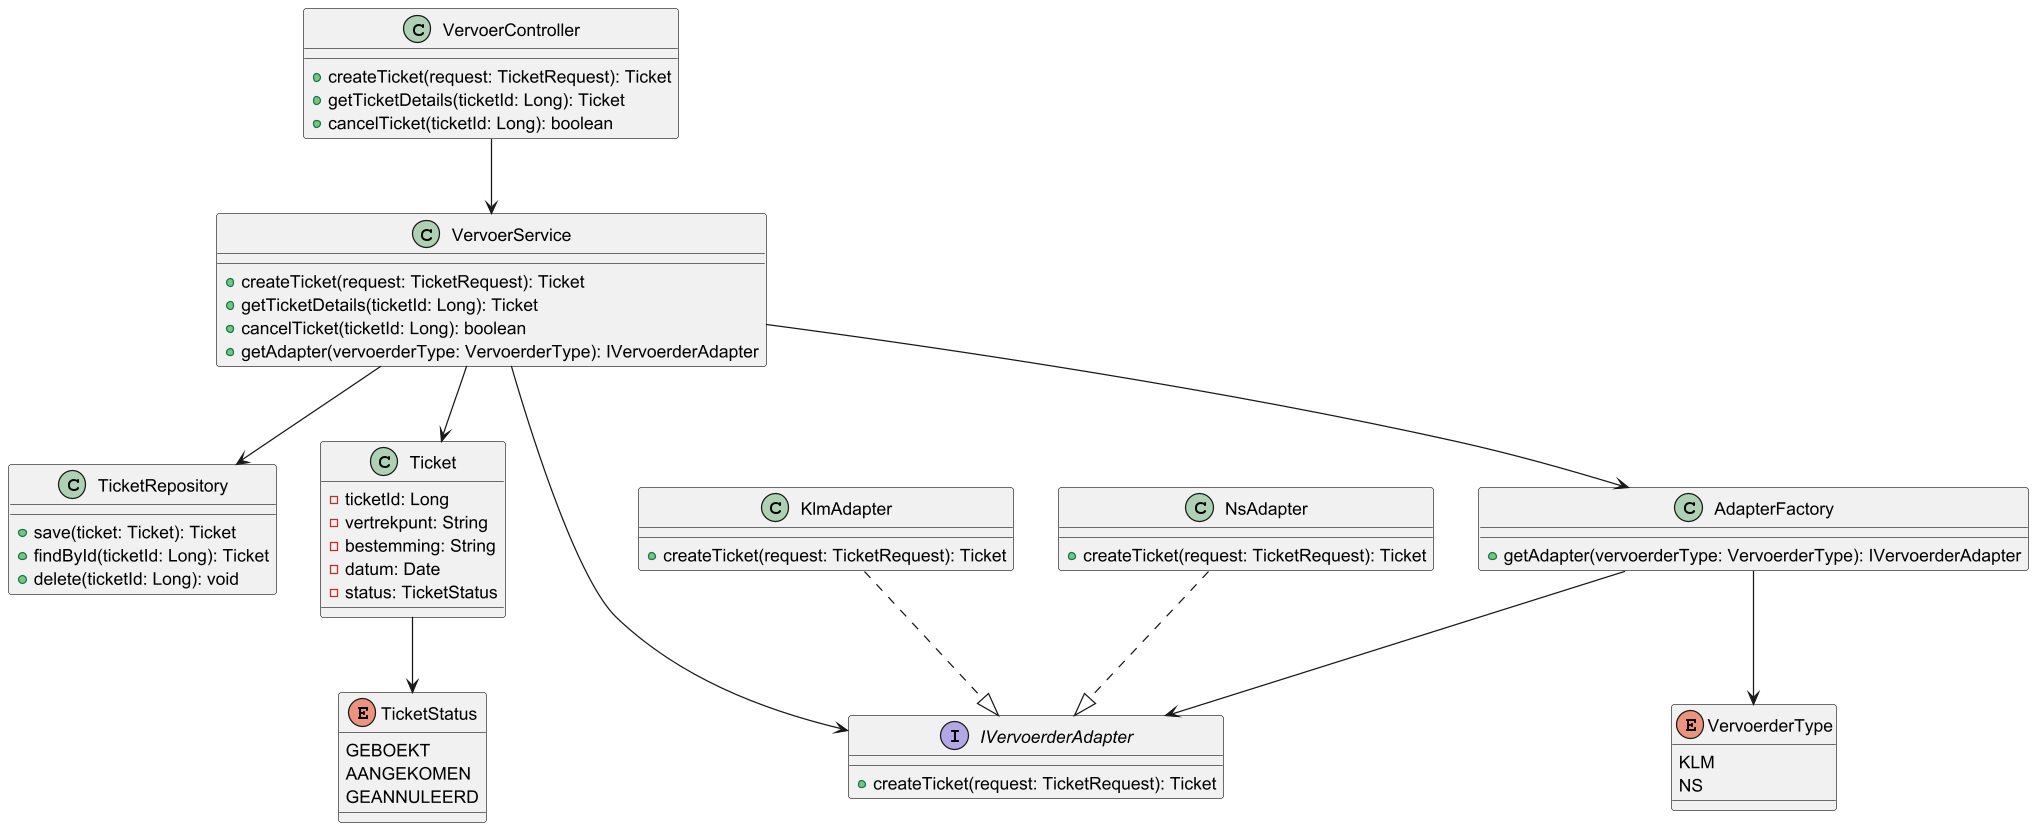 C VervoerController
createTicket(request: TicketRequest): Ticket
getTicketDetails(ticketId: Long): Ticket
cancelTicket(ticketId: Long): boolean
C VervoerService
createTicket(request: TicketRequest): Ticket
getTicketDetails(ticketId: Long): Ticket
cancelTicket(ticketId: Long): boolean
getAdapter(vervoerderType: VervoerderType): IVervoerderAdapter
C TicketRepository
save(ticket: Ticket): Ticket
findById(ticketId: Long): Ticket
delete(ticketId: Long): void
C Ticket
ticketId: Long
vertrekpunt: String
bestemming: String
datum: Date
status: TicketStatus
C KlmAdapter
createTicket(request: TicketRequest): Ticket
C NsAdapter
createTicket(request: TicketRequest): Ticket
C AdapterFactory
getAdapter(vervoerderType: VervoerderType): IVervoerderAdapter
E TicketStatus
GEBOEKT
AANGEKOMEN
GEANNULEERD
I IVervoerderAdapter
createTicket(request: TicketRequest): Ticket
E VervoerderType
KLM
NS